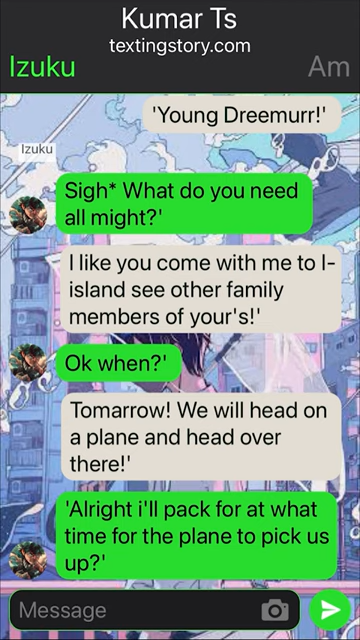 Kumar Ts
textingstory.com
Izuku
Am
'Young Dreemurr!'
Izuku
Sigh* What do you need
all might?'
I like you come with me to I-
island see other family
members of your's!'
Ok when?'
Tomarrow! We will head on
a plane and head over
there!'
'Alright i'll pack for at what
time for the plane to pick us
up?'
Message